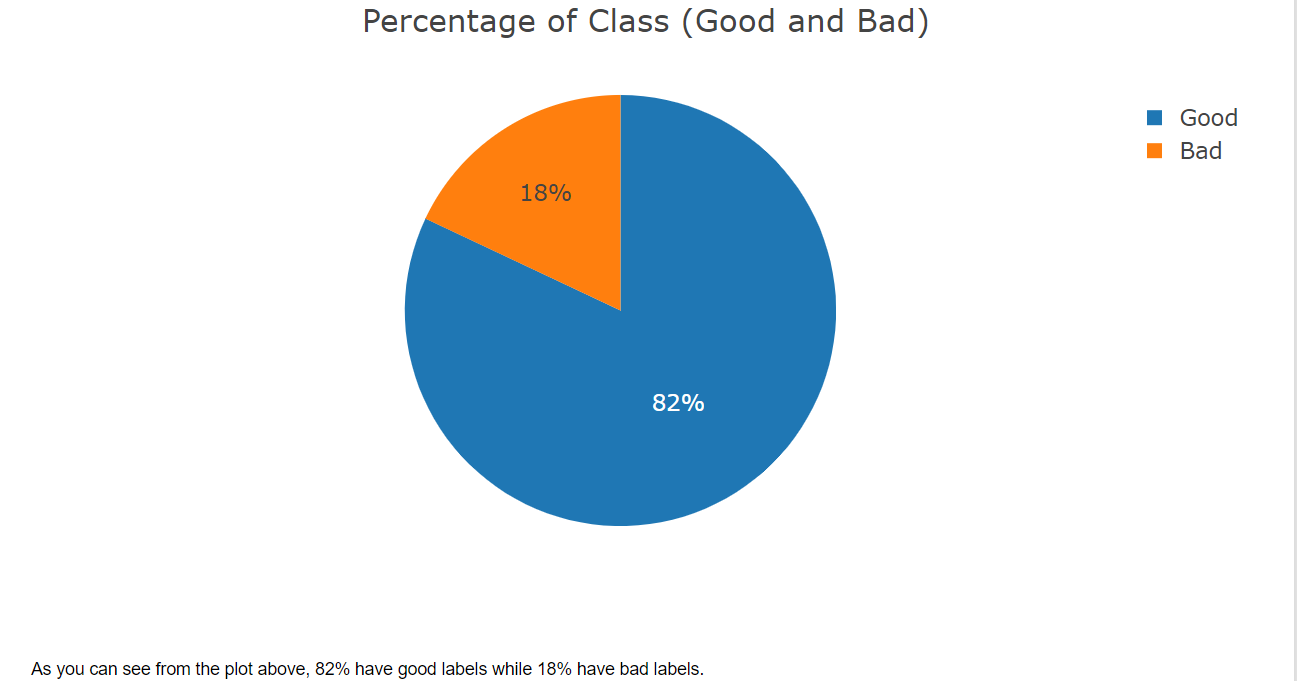 Percentage of Class (Good and Bad)
Good
Bad
18%
82%
As you can see from the plot above, 82% have good labels while 18% have bad labels.